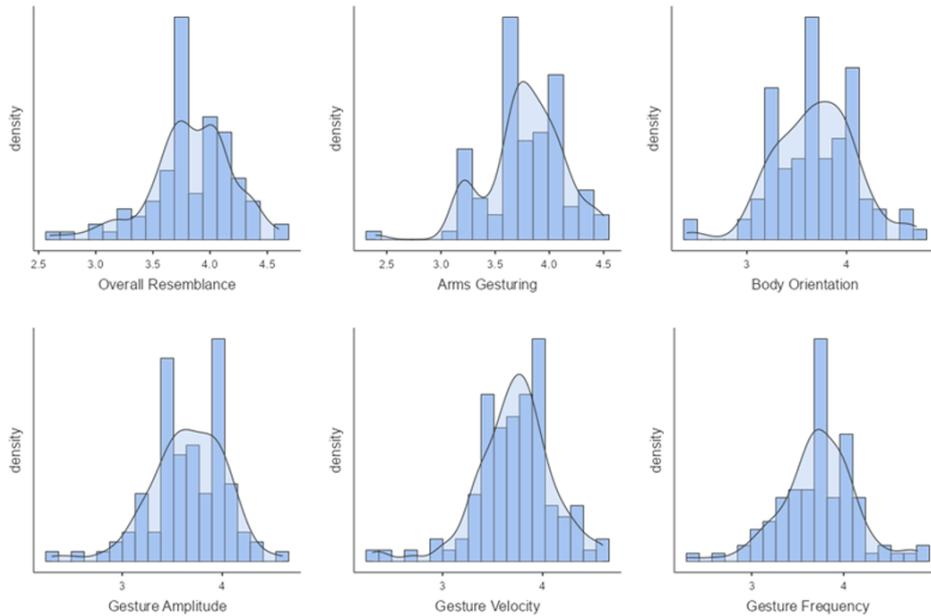 density
2.5 3.0 3.5 4.0 4.5
Overall Resemblance
density
2.5 3.0 3.5 4.0 4.5
Arms Gesturing
density
3 4
Body Orientation
density
3 4
Gesture Amplitude
density
3 4
Gesture Velocity
density
3 4
Gesture Frequency